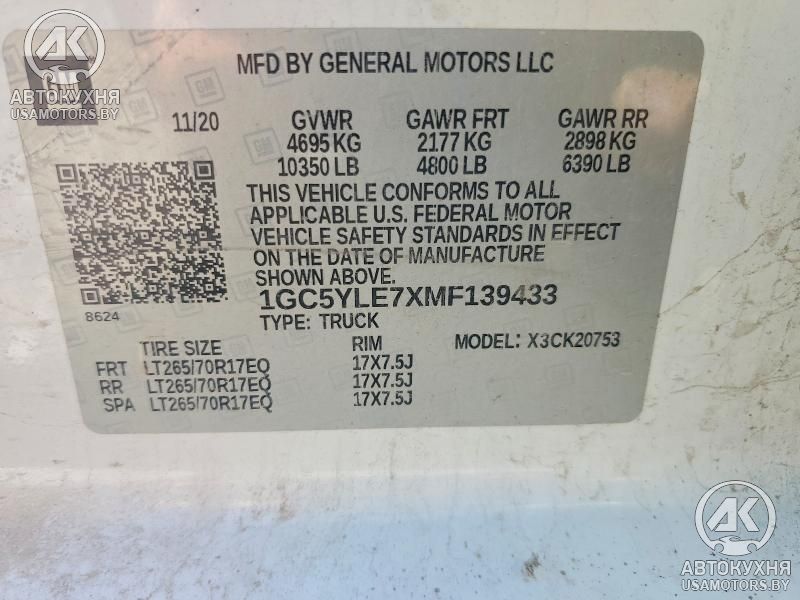 АК
АВТОКУХНЯ
USAMOTORS.BY
MFD BY GENERAL MOTORS LLC
11/20 GVWR GAWR FRT GAWR RR
4695 KG 2177 KG 2898 KG
10350 LB 4800 LB 6390 LB
THIS VEHICLE CONFORMS TO ALL
APPLICABLE U.S. FEDERAL MOTOR
VEHICLE SAFETY STANDARDS IN EFFECT
ON THE DATE OF MANUFACTURE
SHOWN ABOVE.
1GC5YLE7XMF139433
8624
TYPE: TRUCK MODEL: X3CK20753
TIRE SIZE RIM
FRT LT265/70R17EQ 17X7.5J
RR LT265/70R17EQ 17X7.5J
SPA LT265/70R17EQ 17X7.5J
АК
АВТОКУХНЯ
USAMOTORS.BY